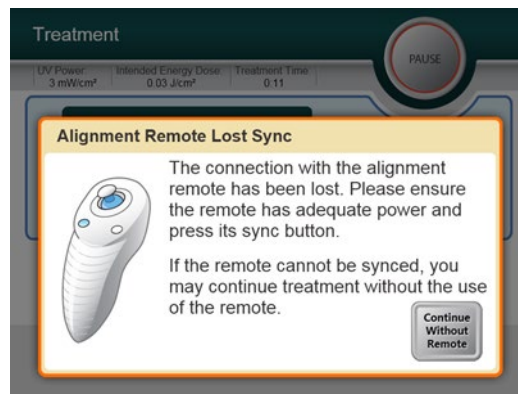 Treatment
PAUSE
UV Power: Intended Energy Dose: Treatment Time:
3 mW/cm² 0.03 J/cm² 0:11
Alignment Remote Lost Sync
The connection with the alignment
remote has been lost. Please ensure
the remote has adequate power and
press its sync button.
If the remote cannot be synced, you
may continue treatment without the use
of the remote.
Continue
Without
Remote